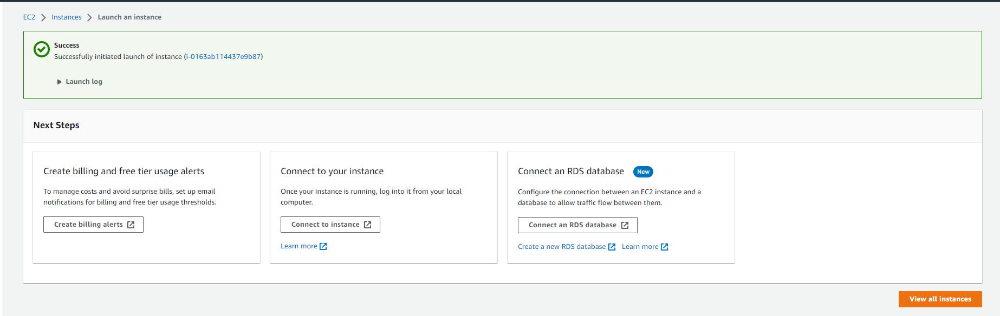 EC2 Instances Launch an instance
Success
Successfully initiated launch of instance (i-0163ab114437e9b87)
Launch log
Next Steps
Create billing and free tier usage alerts
To manage costs and avoid surprise bills, set up email
notifications for billing and free tier usage thresholds.
Create billing alerts
Connect to your instance
Once your instance is running, log into it from your local
computer.
Connect to instance
Learn more
Connect an RDS database New
Configure the connection between an EC2 instance and a
database to allow traffic flow between them.
Connect an RDS database
Create a new RDS database Learn more
View all instances